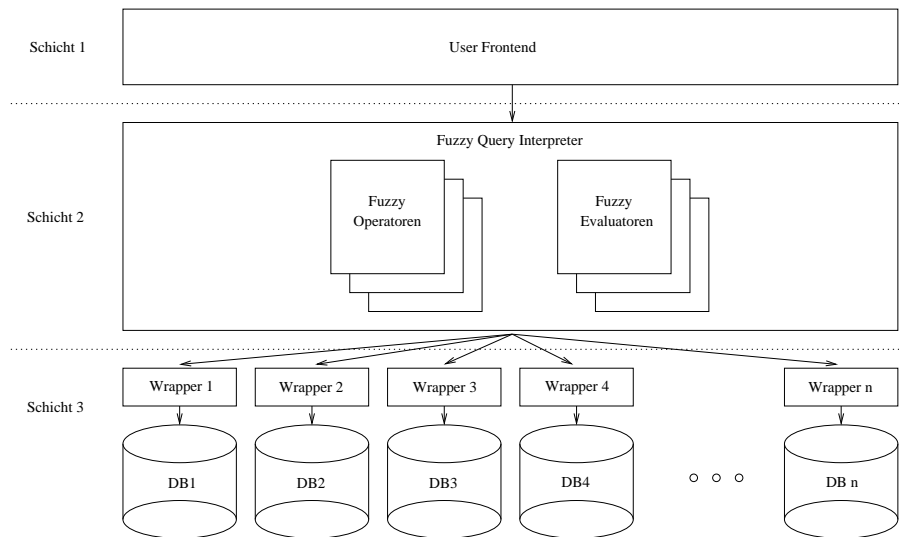 Schicht 1
User Frontend
Fuzzy Query Interpreter
Schicht 2
Fuzzy
Operatoren
Fuzzy
Evaluatoren
Schicht 3
Wrapper 1
Wrapper 2
Wrapper 3
Wrapper 4
Wrapper n
DB1
DB2
DB3
DB4
DB n